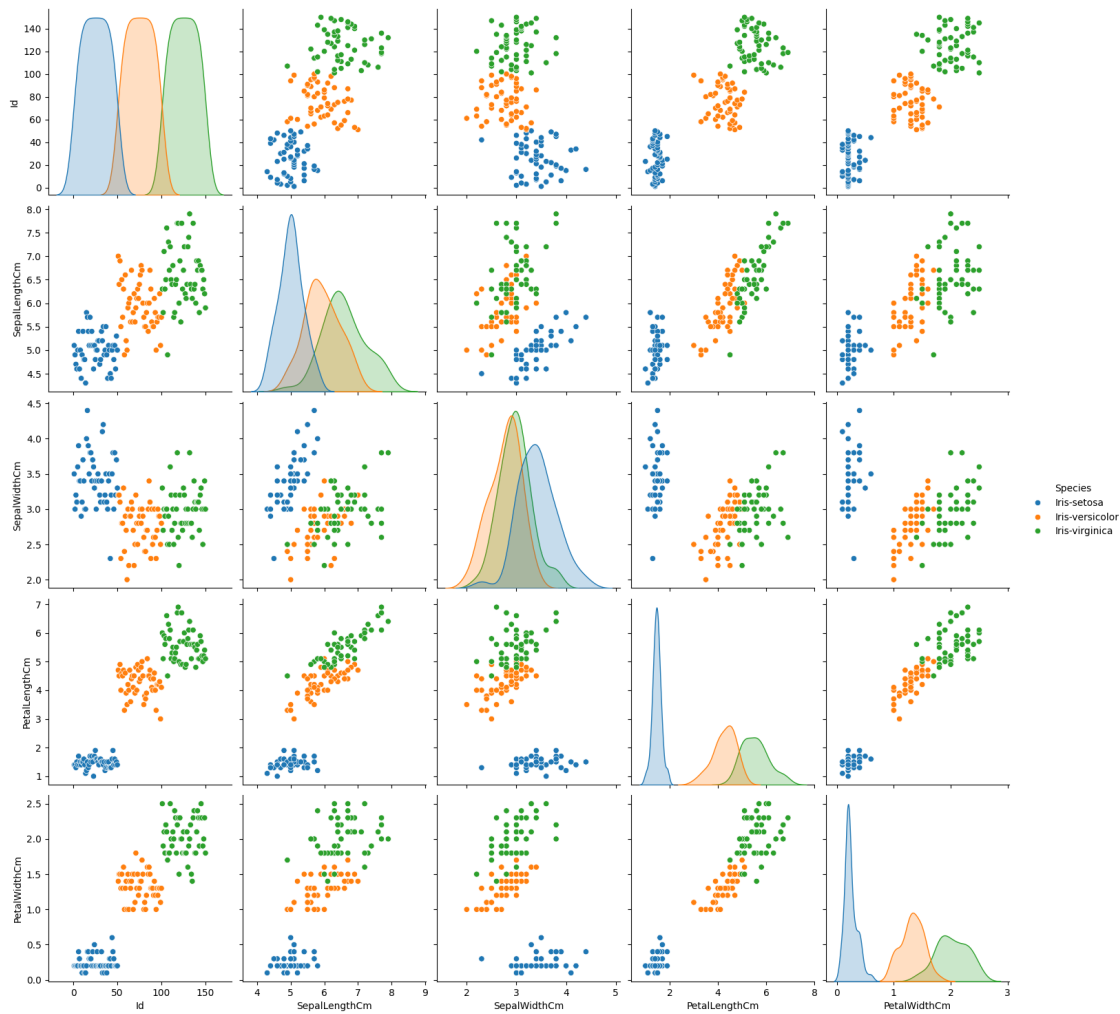 140
120
100
80
60
40
20
0
Id
8.0
7.5
7.0
6.5
6.0
5.5
5.0
4.5
SepalLengthCm
4.5
4.0
3.5
3.0
2.5
2.0
SepalWidthCm
Species
Iris-setosa
Iris-versicolor
Iris-virginica
7
6
5
4
3
2
1
PetalLengthCm
2.5
2.0
1.5
1.0
0.5
0.0
PetalWidthCm
0 50 100 150
4 5 6 7 8 9
2 3 4 5
2 4 6 8
0 1 2 3
Id SepalLengthCm SepalWidthCm PetalLengthCm PetalWidthCm